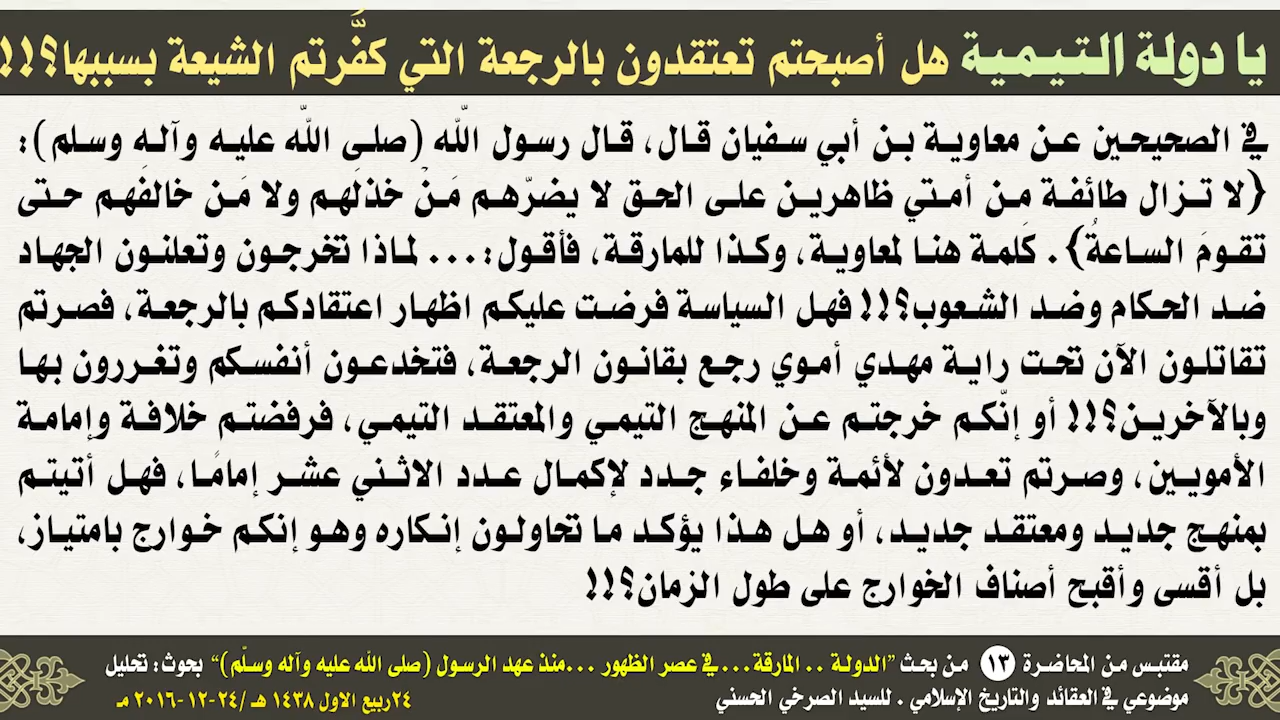 يا دولة التيمية هل أصبحتم تعتقدون بالرجعة التي كفَّرتم الشيعة بسببها؟!!
في الصحيحين عن معاوية بن أبي سفيان قال، قال رسول الله (صلى الله عليه وآله وسلم):
{لا تزال طائفة من أمتي ظاهرين على الحق لا يضرّهم مَنْ خذلَهم ولا مَن خالفَهم حتى
تقومَ الساعةُ}. كَلمة هنا لمعاوية، وكذا للمارقة، فأقول:... لماذا تخرجون وتعلنون الجهاد
ضد الحكام وضد الشعوب؟!! فهل السياسة فرضت عليكم اظهار اعتقادكم بالرجعة، فصرتم
تقاتلون الآن تحت راية مهدي أموي رجع بقانون الرجعة، فتخدعون أنفسكم وتغررون بها
وبالآخرين؟!! أو إنّكم خرجتم عن المنهج التيمي والمعتقد التيمي، فرفضتم خلافة وإمامة
الأمويين، وصرتم تعدون لأئمة وخلفاء جدد لإكمال عدد الاثني عشر إمامًا، فهل أتيتم
بمنهج جديد ومعتقد جديد، أو هل هذا يؤكد ما تحاولون إنكاره وهو إنكم خوارج بامتياز،
بل أقسى وأقبح أصناف الخوارج على طول الزمان؟!!
مقتبس من المحاضرة ١٣ من بحث "الدولة .. المارقة...في عصر الظهور ...منذ عهد الرسول (صلى الله عليه وآله وسلّم)" بحوث: تحليل
موضوعي في العقائد والتاريخ الإسلامي . للسيد الصرخي الحسني ٢٤ربيع الاول ١٤٣٨ هـ /٢٤-١٢-٢٠١٦ مـ